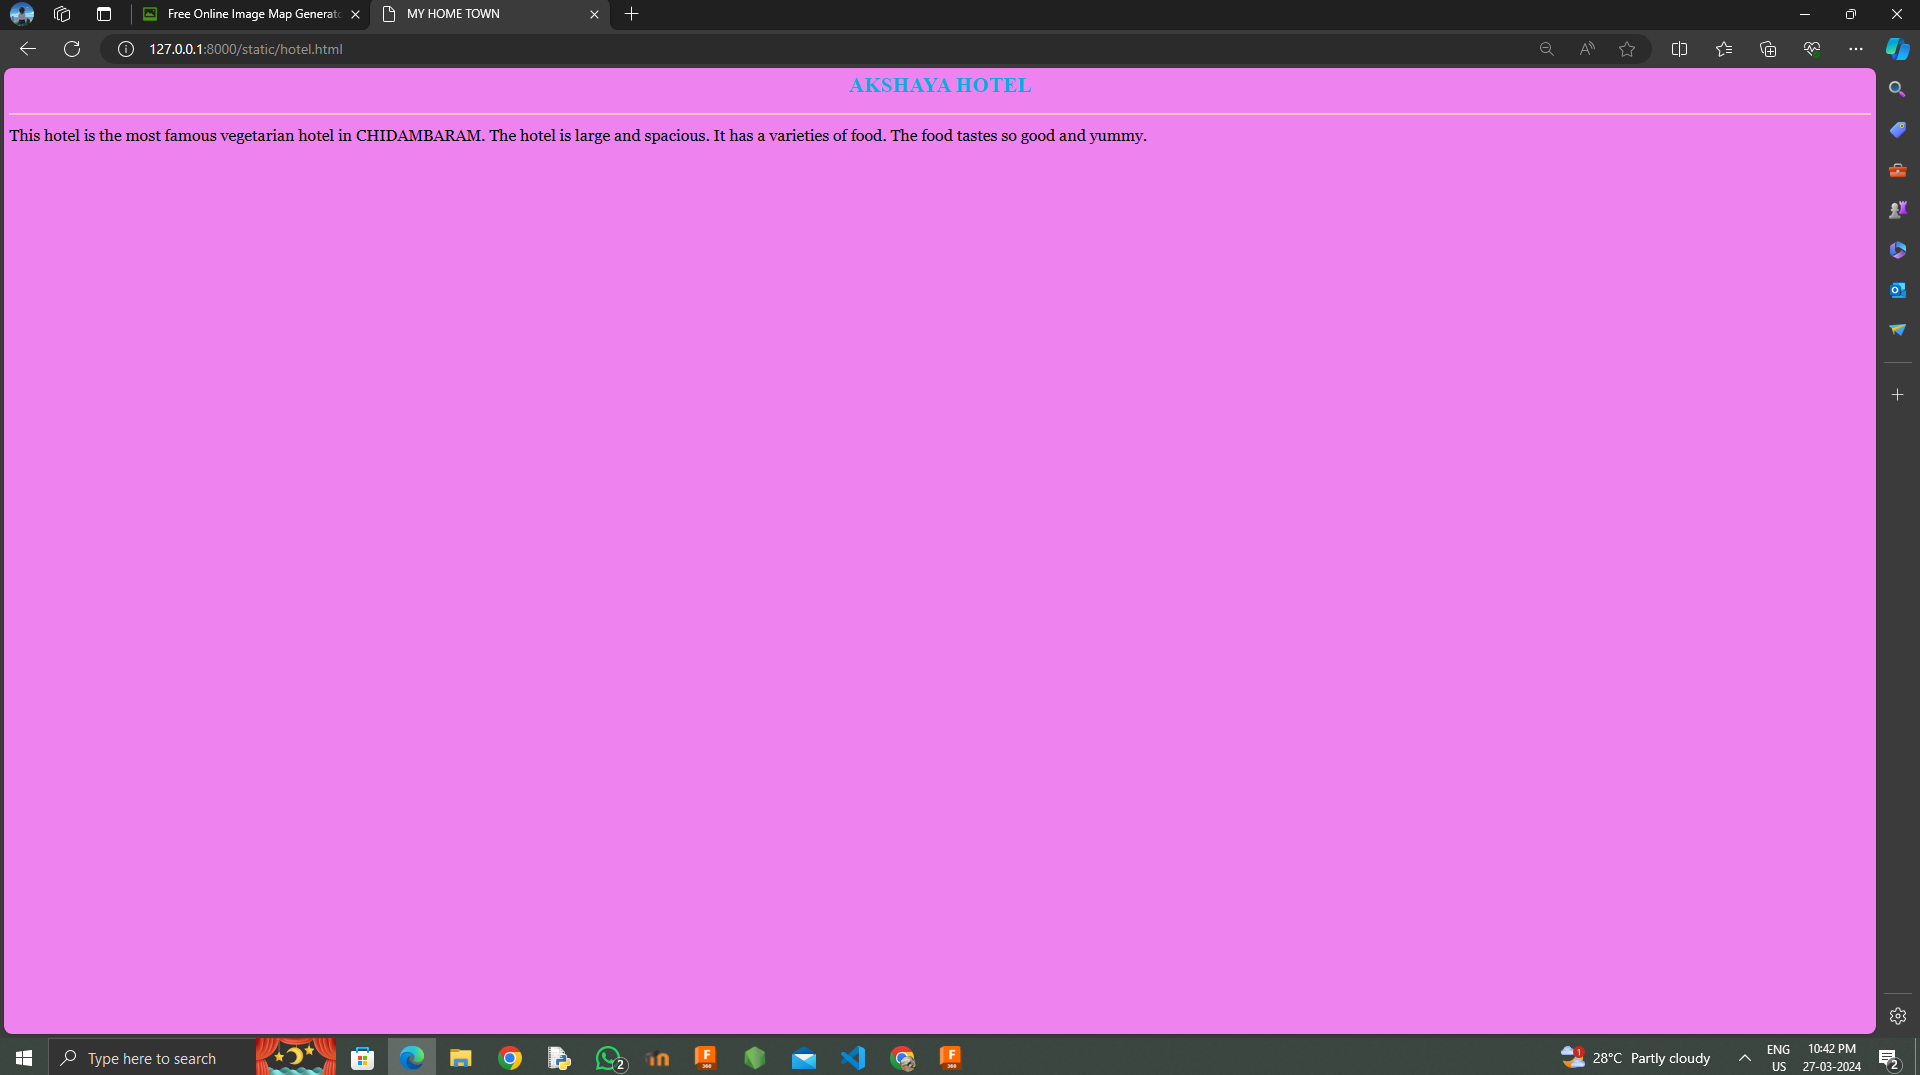 Free Online Image Map Generato
MY HOME TOWN
127.0.0.1:8000/static/hotel.html
AKSHAYA HOTEL
This hotel is the most famous vegetarian hotel in CHIDAMBARAM. The hotel is large and spacious. It has a varieties of food. The food tastes so good and yummy.
Type here to search
2
F
360
F
360
1
28°C Partly cloudy
ENG
US
10:42 PM
27-03-2024
2